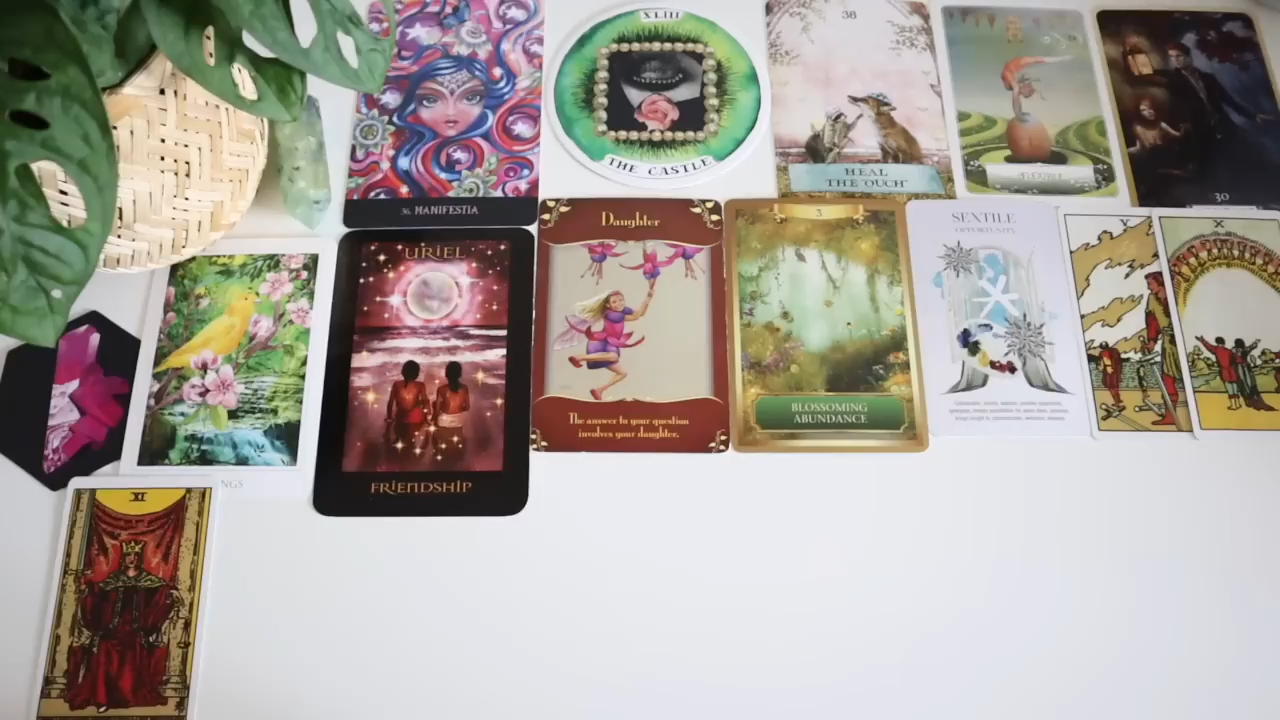 36. MANIFESTIA
XLIII
THE CASTLE
38
HEAL
THE "OUCH"
30
URIEL
FRIENDSHIP
Daughter
The answer to your question
involves your daughter.
3
BLOSSOMING
ABUNDANCE
SEXTILE
OPPORTUNITY
V
X
NGS
XI